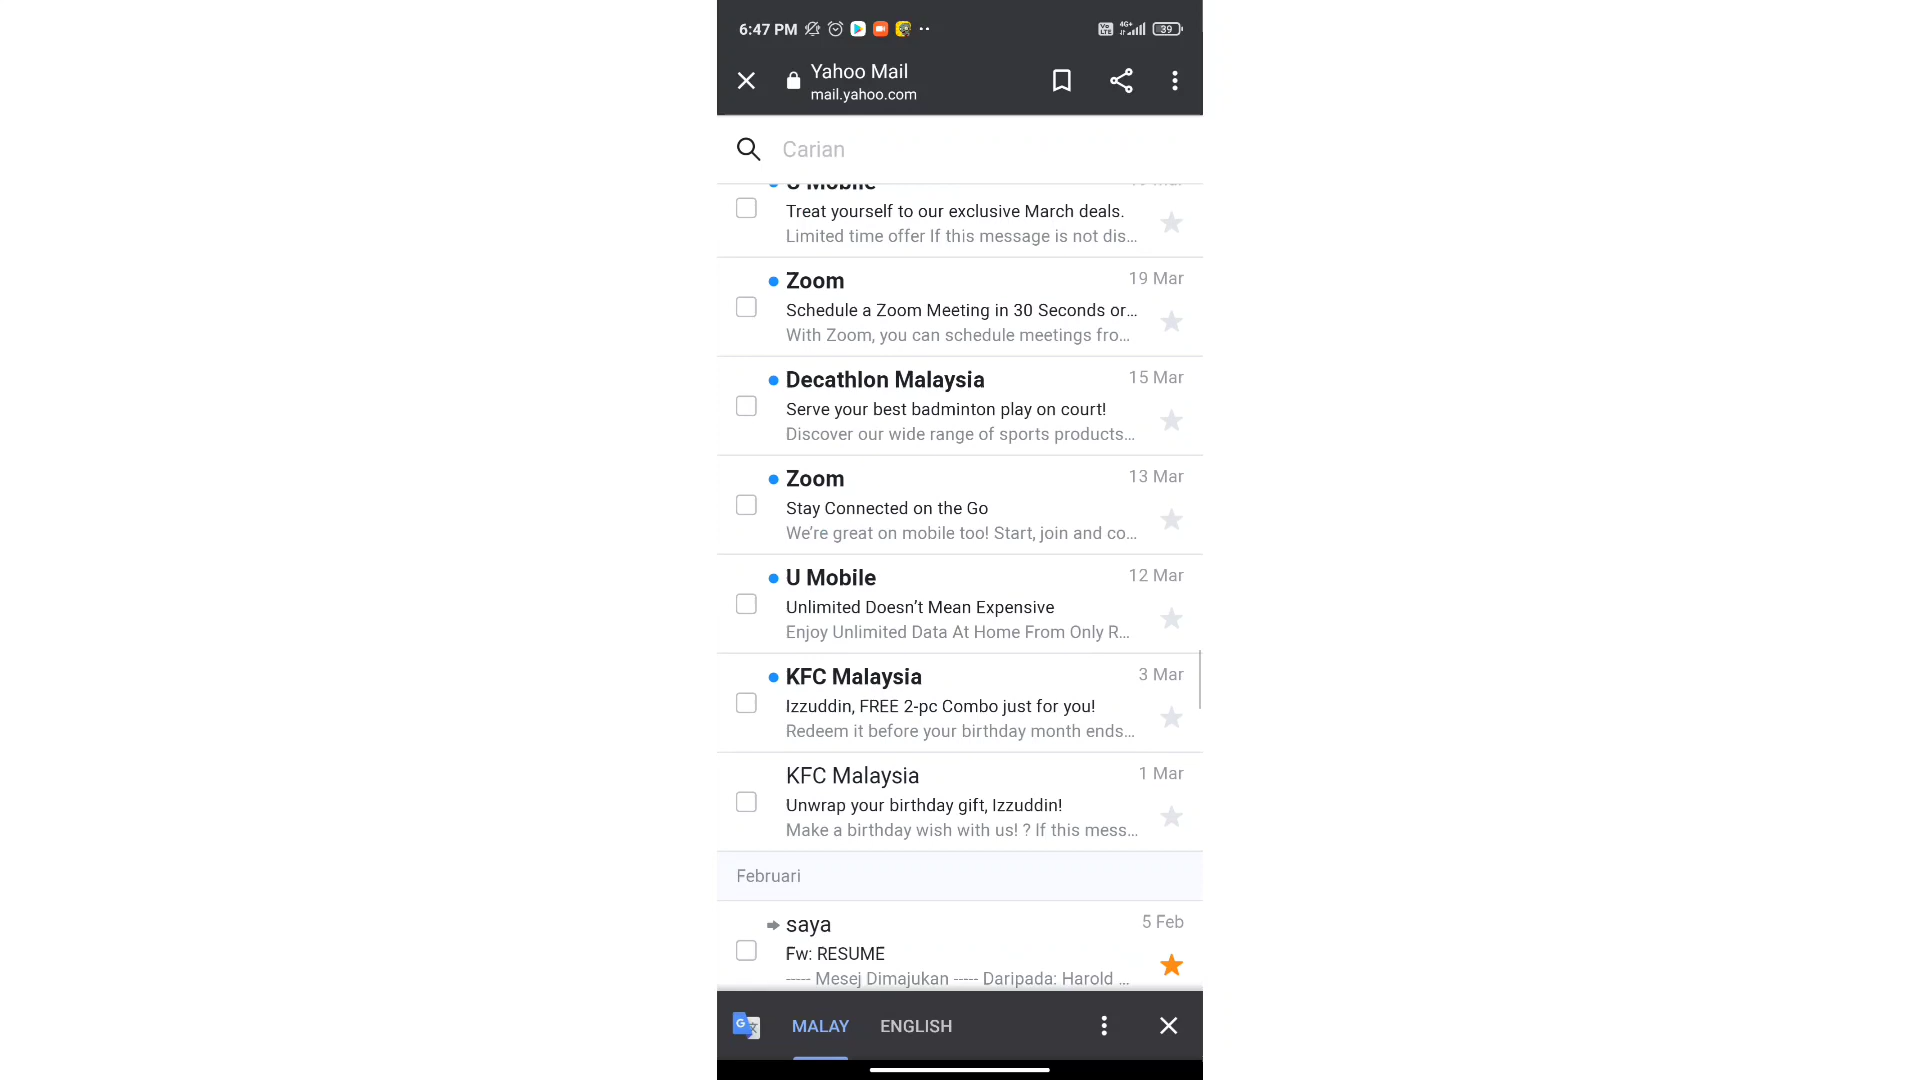 6:47 PM
4G+
Vo
LTE
39
Yahoo Mail
mail.yahoo.com
Carian
U Mobile
Treat yourself to our exclusive March deals.
Limited time offer If this message is not dis...
Zoom
19 Mar
Schedule a Zoom Meeting in 30 Seconds or...
With Zoom, you can schedule meetings fro...
Decathlon Malaysia
15 Mar
Serve your best badminton play on court!
Discover our wide range of sports products...
Zoom
13 Mar
Stay Connected on the Go
We're great on mobile too! Start, join and co...
U Mobile
12 Mar
Unlimited Doesn't Mean Expensive
Enjoy Unlimited Data At Home From Only R...
KFC Malaysia
3 Mar
Izzuddin, FREE 2-pc Combo just for you!
Redeem it before your birthday month ends...
KFC Malaysia
1 Mar
Unwrap your birthday gift, Izzuddin!
Make a birthday wish with us! ? If this mess...
Februari
saya
5 Feb
Fw: RESUME
----- Mesej Dimajukan ----- Daripada: Harold ...
MALAY
ENGLISH